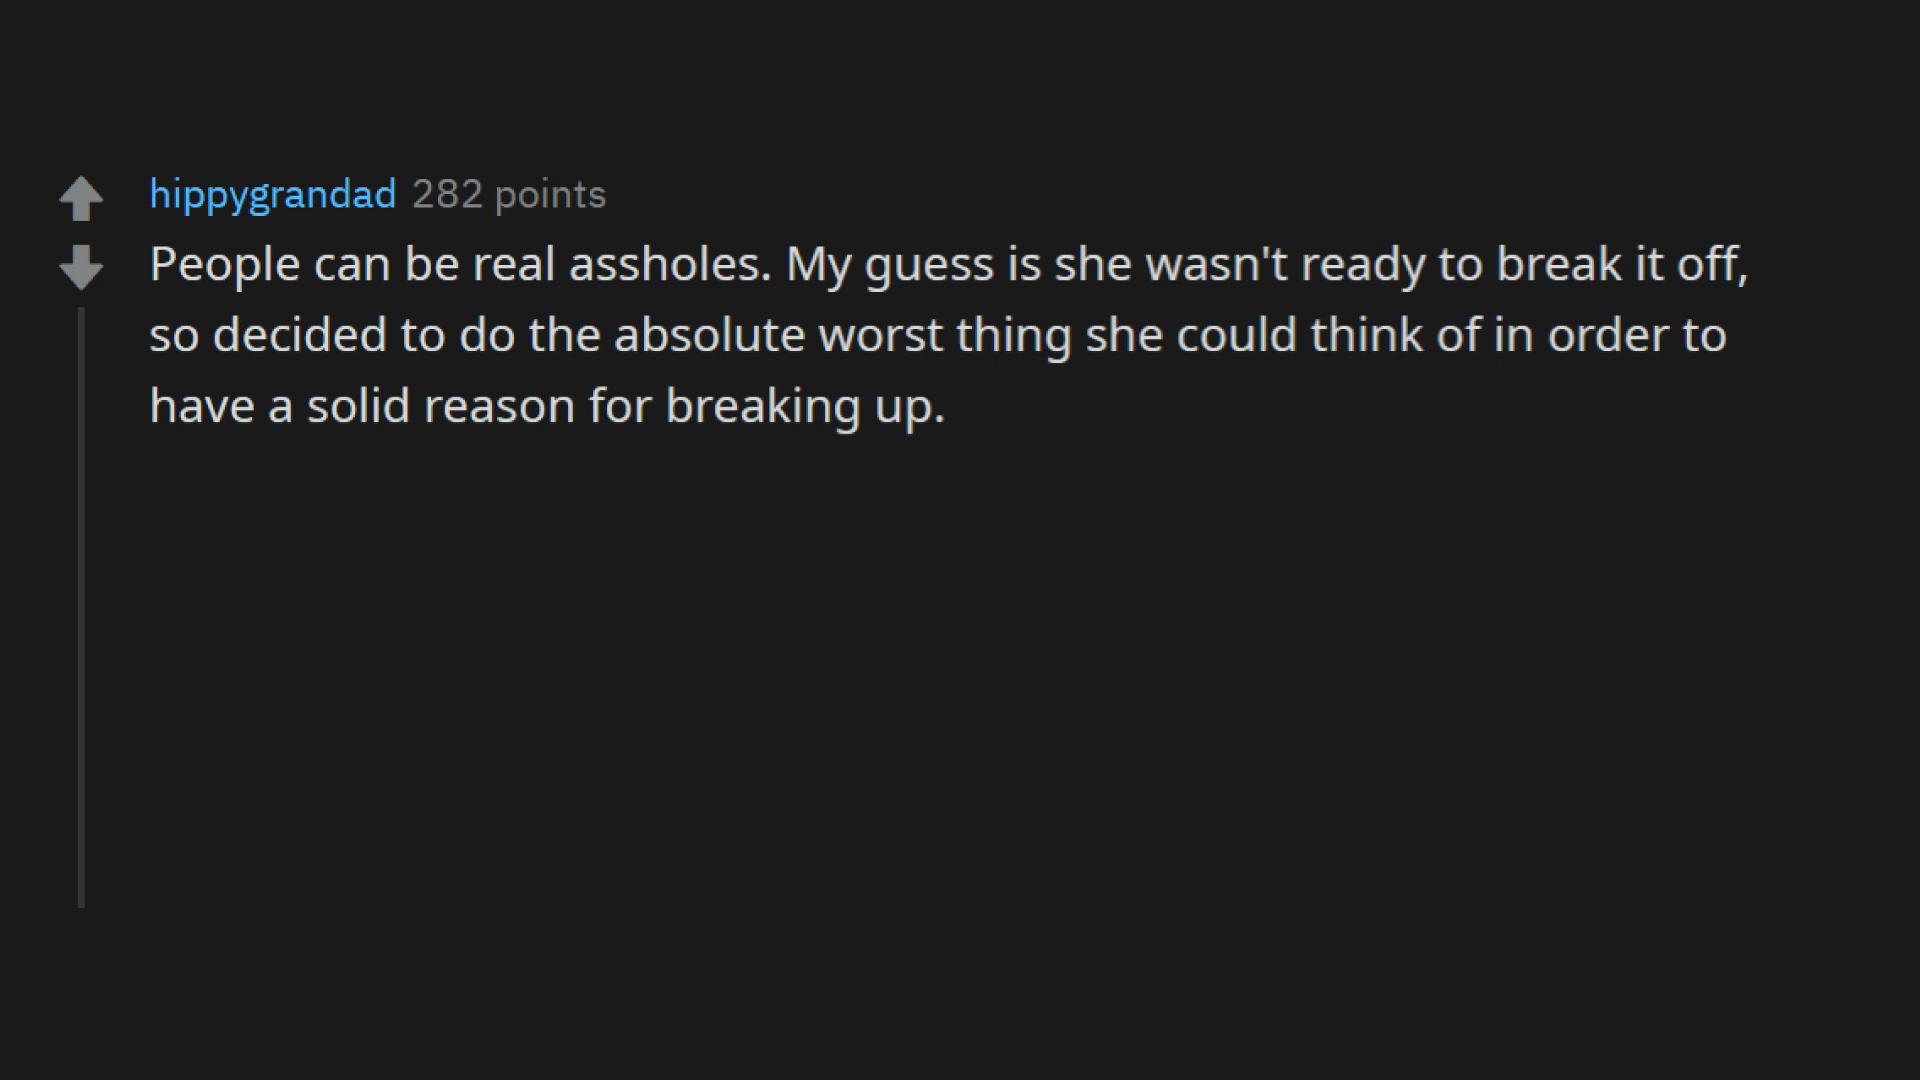 hippygrandad 282 points
People can be real assholes. My guess is she wasn't ready to break it off,
so decided to do the absolute worst thing she could think of in order to
have a solid reason for breaking up.